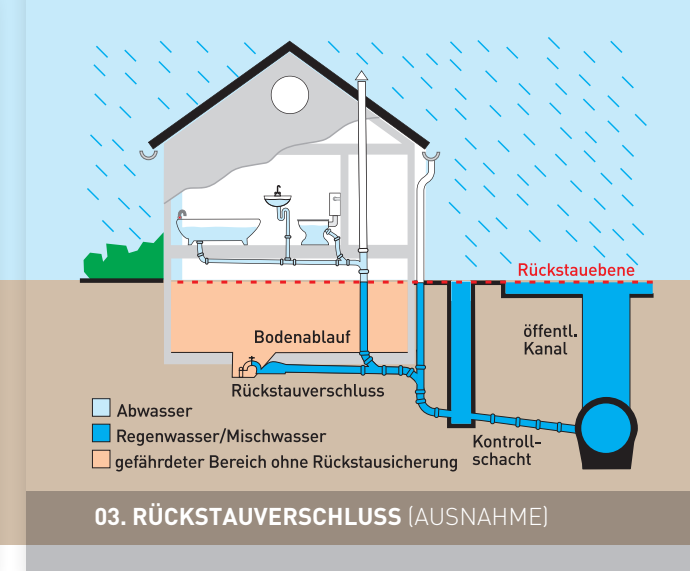 Rückstauebene
öffentl.
Kanal
Bodenablauf
Rückstauverschluss
Abwasser
Regenwasser/Mischwasser
gefährdeter Bereich ohne Rückstausicherung
Kontroll-
schacht
03. RÜCKSTAUVERSCHLUSS (AUSNAHME)